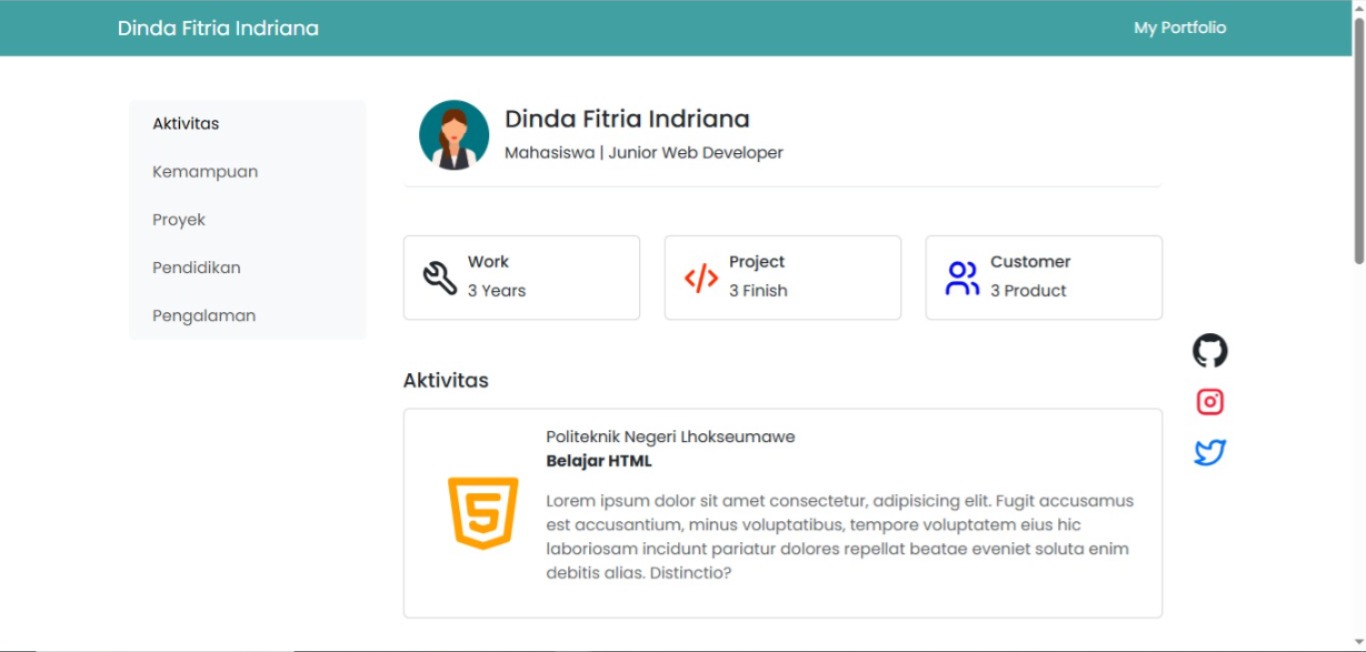 Dinda Fitria Indriana
My Portfolio
Aktivitas
Kemampuan
Proyek
Pendidikan
Pengalaman
Dinda Fitria Indriana
Mahasiswa | Junior Web Developer
Work
3 Years
Project
3 Finish
Customer
3 Product
Aktivitas
Politeknik Negeri Lhokseumawe
Belajar HTML
Lorem ipsum dolor sit amet consectetur, adipisicing elit. Fugit accusamus
est accusantium, minus voluptatibus, tempore voluptatem eius hic
laboriosam incidunt pariatur dolores repellat beatae eveniet soluta enim
debitis alias. Distinctio?